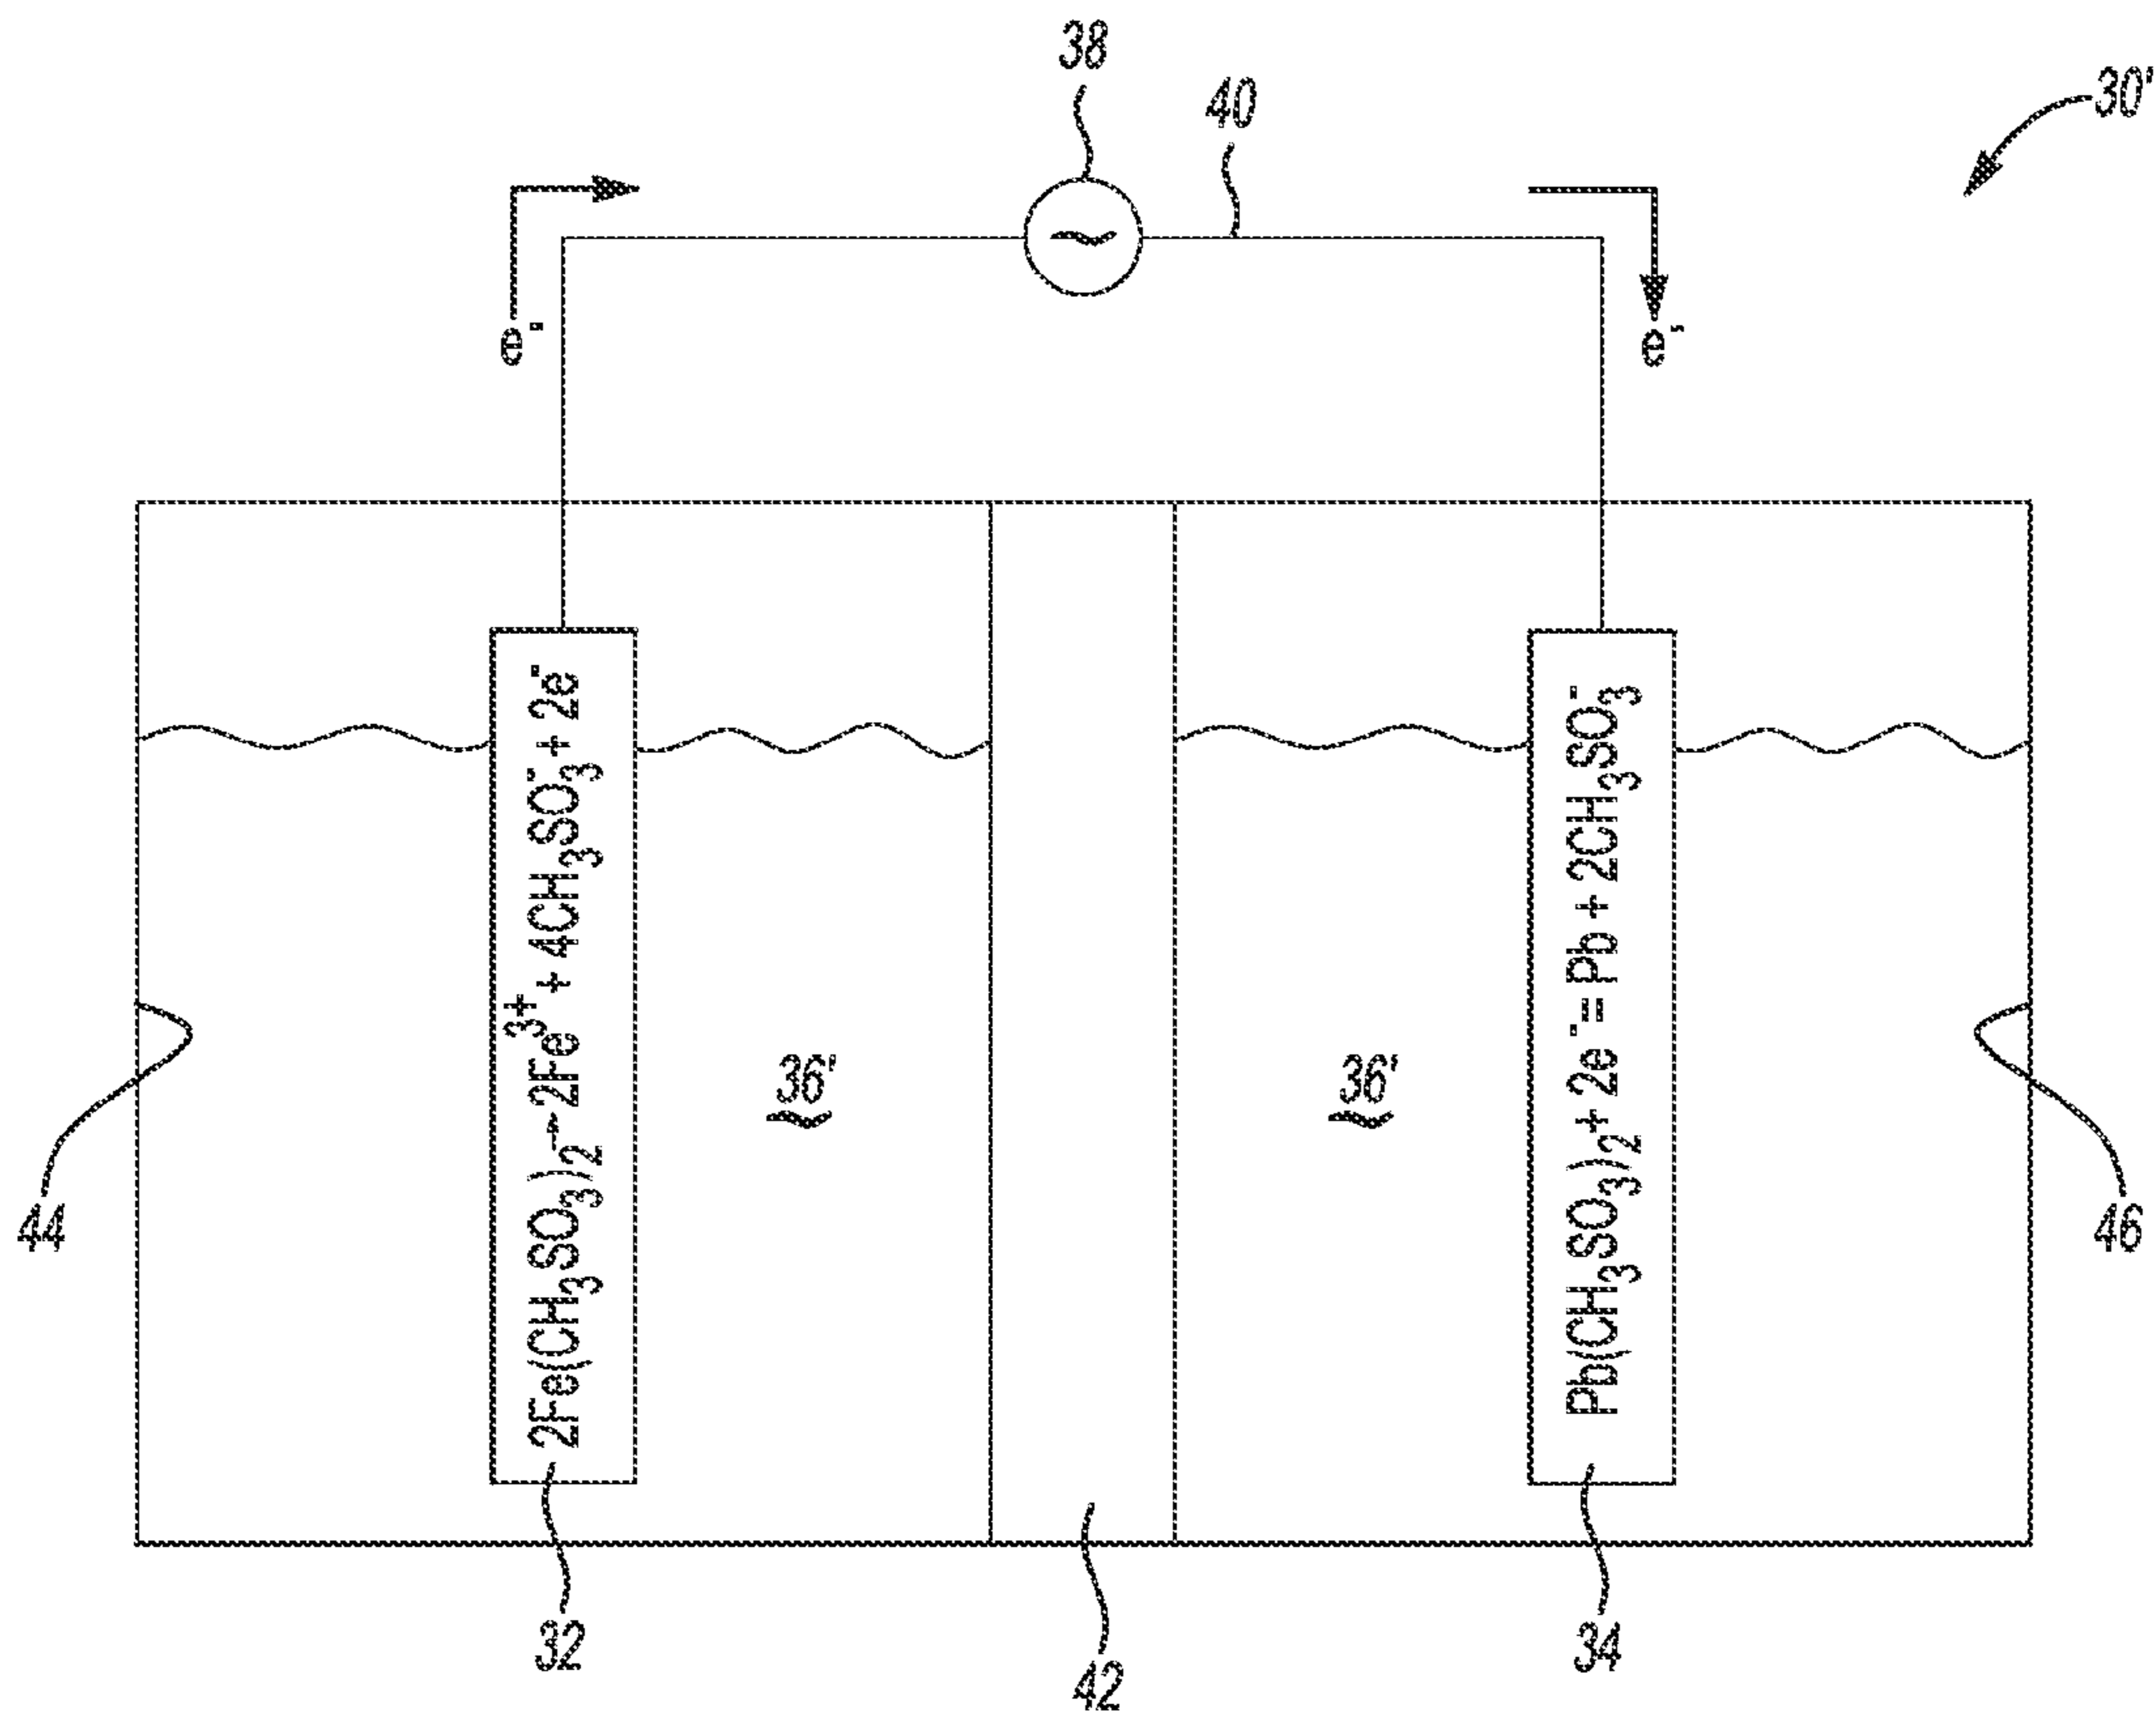 38
40
30'
e-
e-
2Fe(CH3SO3)2→2Fe3+ + 4CH3SO3- + 2e-
Pb(CH3SO3)2 + 2e- = Pb + 2CH3SO3-
36'
36'
44
46
32
34
42